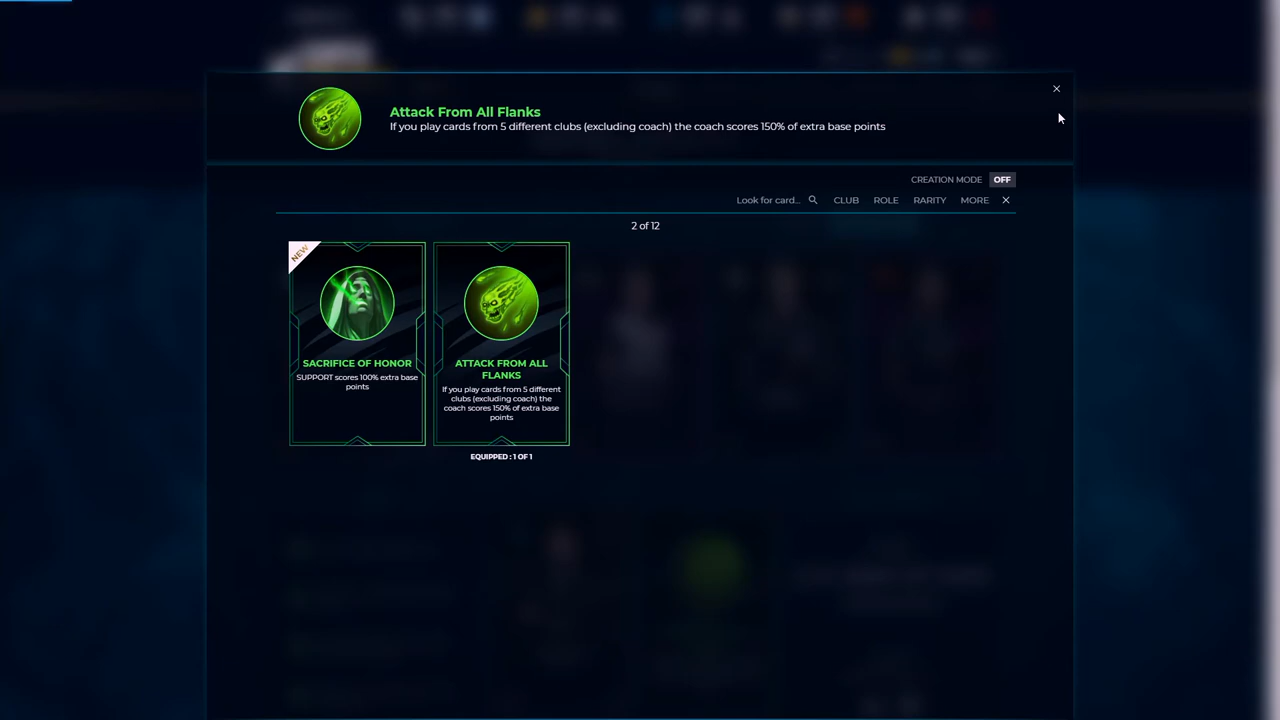 Attack From All Flanks
If you play cards from 5 different clubs (excluding coach) the coach scores 150% of extra base points
CREATION MODE OFF
Look for card... CLUB ROLE RARITY MORE
2 of 12
NEW
SACRIFICE OF HONOR
SUPPORT scores 100% extra base
points
ATTACK FROM ALL
FLANKS
If you play cards from 5 different
clubs (excluding coach) the
coach scores 150% of extra base
points
EQUIPPED : 1 OF 1